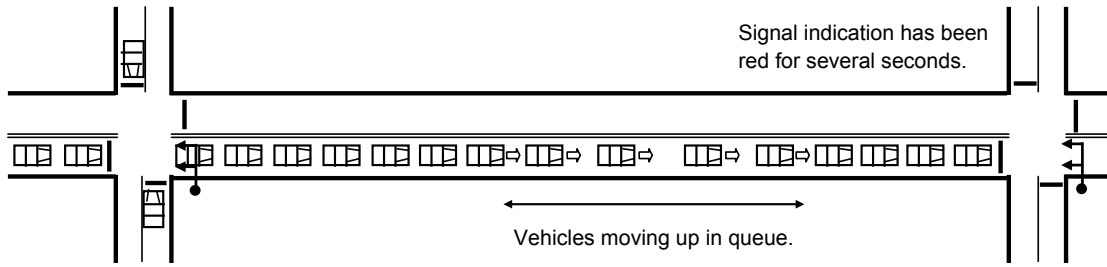 Signal indication has been
red for several seconds.
Vehicles moving up in queue.